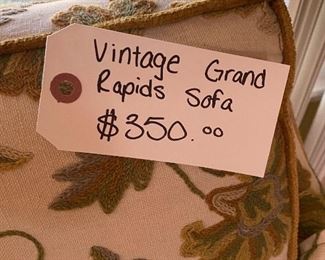 Vintage Grand
Rapids Sofa
$350.00